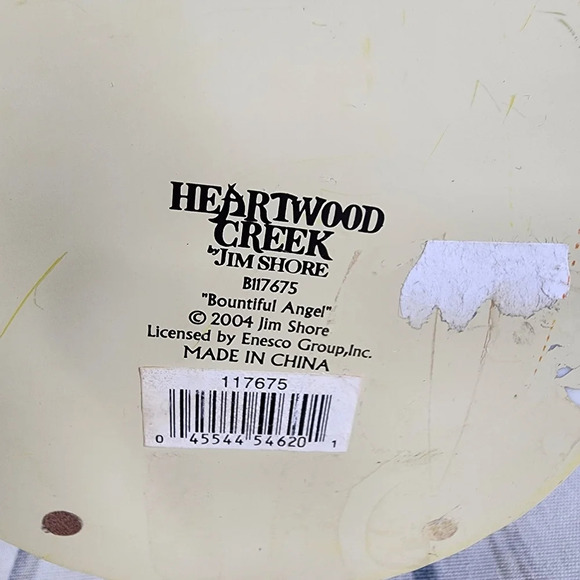 HEARTWOOD
CREEK
by JIM SHORE
B117675
"Bountiful Angel"
© 2004 Jim Shore
Licensed by Enesco Group,Inc.
MADE IN CHINA
117675
0 45544 54620 1